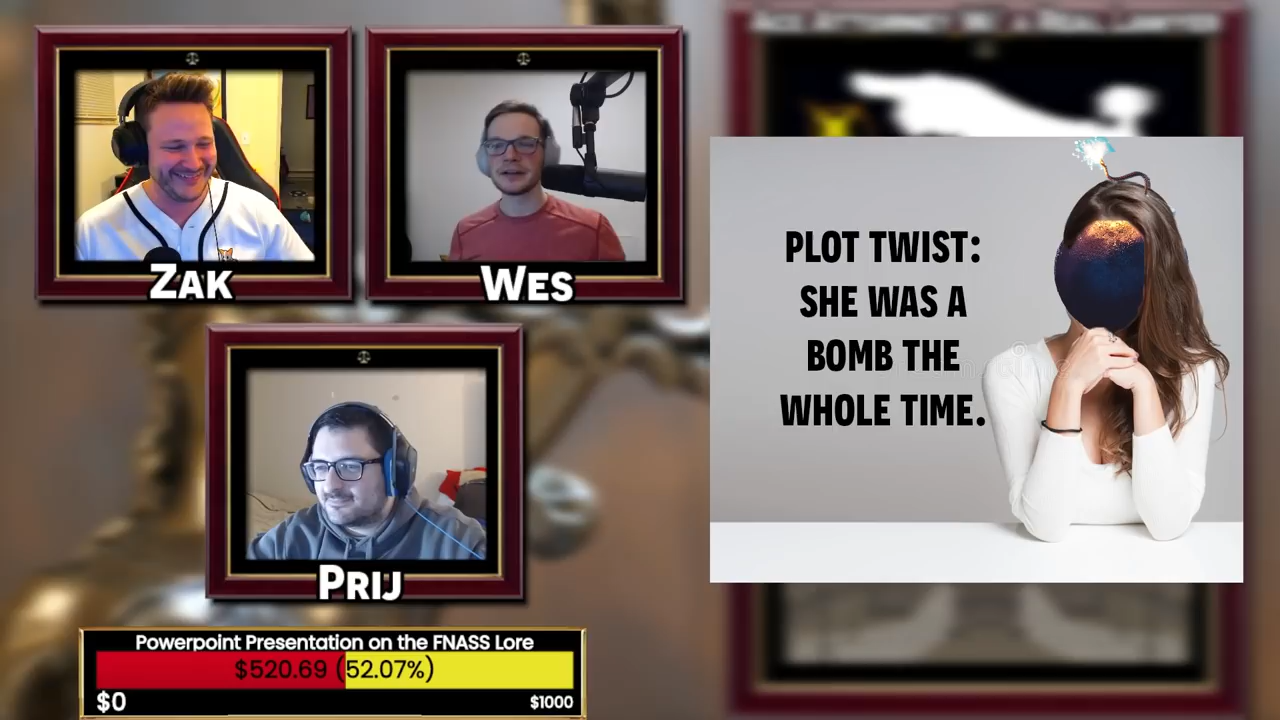 ZAK
WES
PRIJ
PLOT TWIST:
SHE WAS A
BOMB THE
WHOLE TIME.
Powerpoint Presentation on the FNASS Lore
$520.69 (52.07%)
$0
$1000